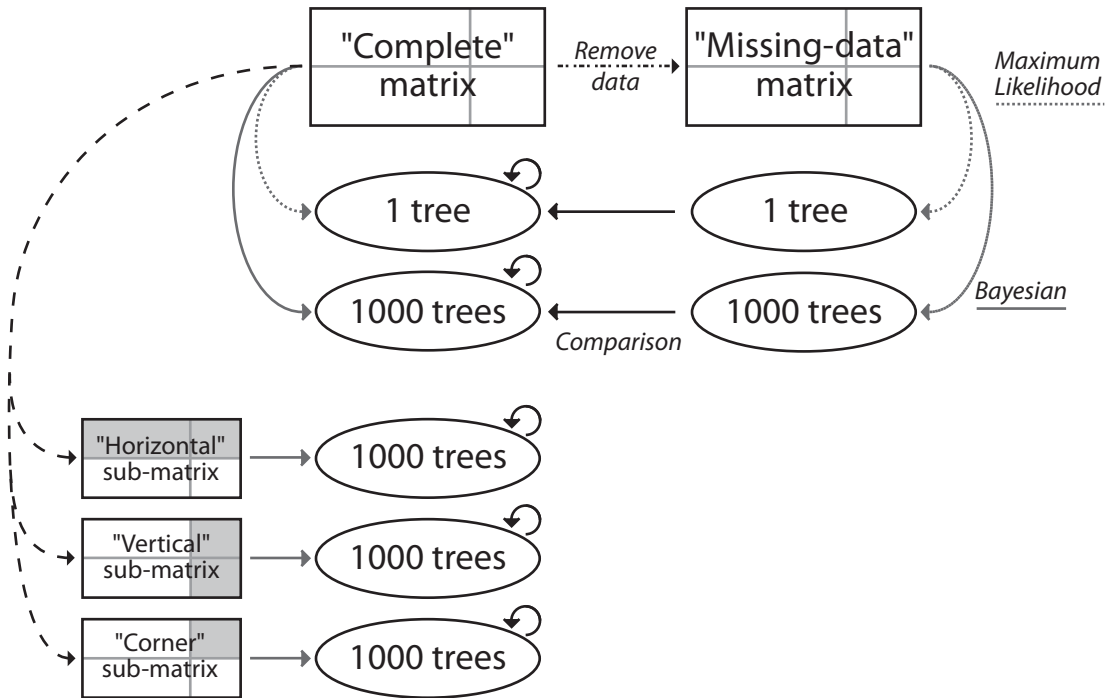 "Complete"
matrix
Remove
data
"Missing-data"
matrix
Maximum
Likelihood
1 tree
1 tree
1000 trees
1000 trees
Bayesian
Comparison
"Horizontal"
sub-matrix
1000 trees
"Vertical"
sub-matrix
1000 trees
"Corner"
sub-matrix
1000 trees